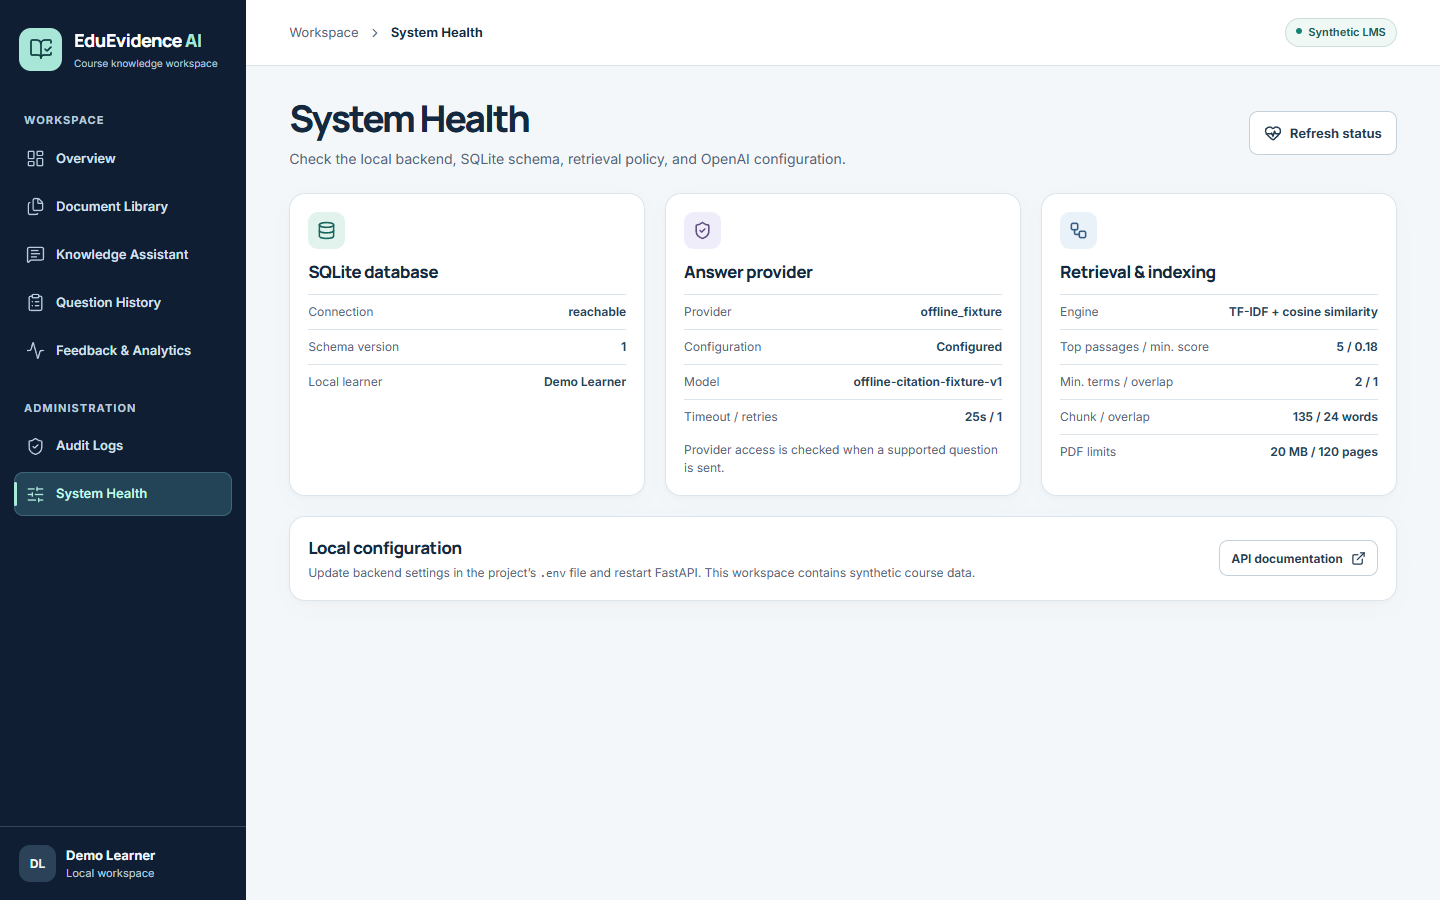 EduEvidence AI
Course knowledge workspace
WORKSPACE
Overview
Document Library
Knowledge Assistant
Question History
Feedback & Analytics
ADMINISTRATION
Audit Logs
System Health
DL
Demo Learner
Local workspace
Workspace > System Health
Synthetic LMS
System Health
Check the local backend, SQLite schema, retrieval policy, and OpenAI configuration.
Refresh status
SQLite database
Connection reachable
Schema version 1
Local learner Demo Learner
Answer provider
Provider offline_fixture
Configuration Configured
Model offline-citation-fixture-v1
Timeout / retries 25s / 1
Provider access is checked when a supported question
is sent.
Retrieval & indexing
Engine TF-IDF + cosine similarity
Top passages / min. score 5 / 0.18
Min. terms / overlap 2 / 1
Chunk / overlap 135 / 24 words
PDF limits 20 MB / 120 pages
Local configuration
Update backend settings in the project's .env file and restart FastAPI. This workspace contains synthetic course data.
API documentation